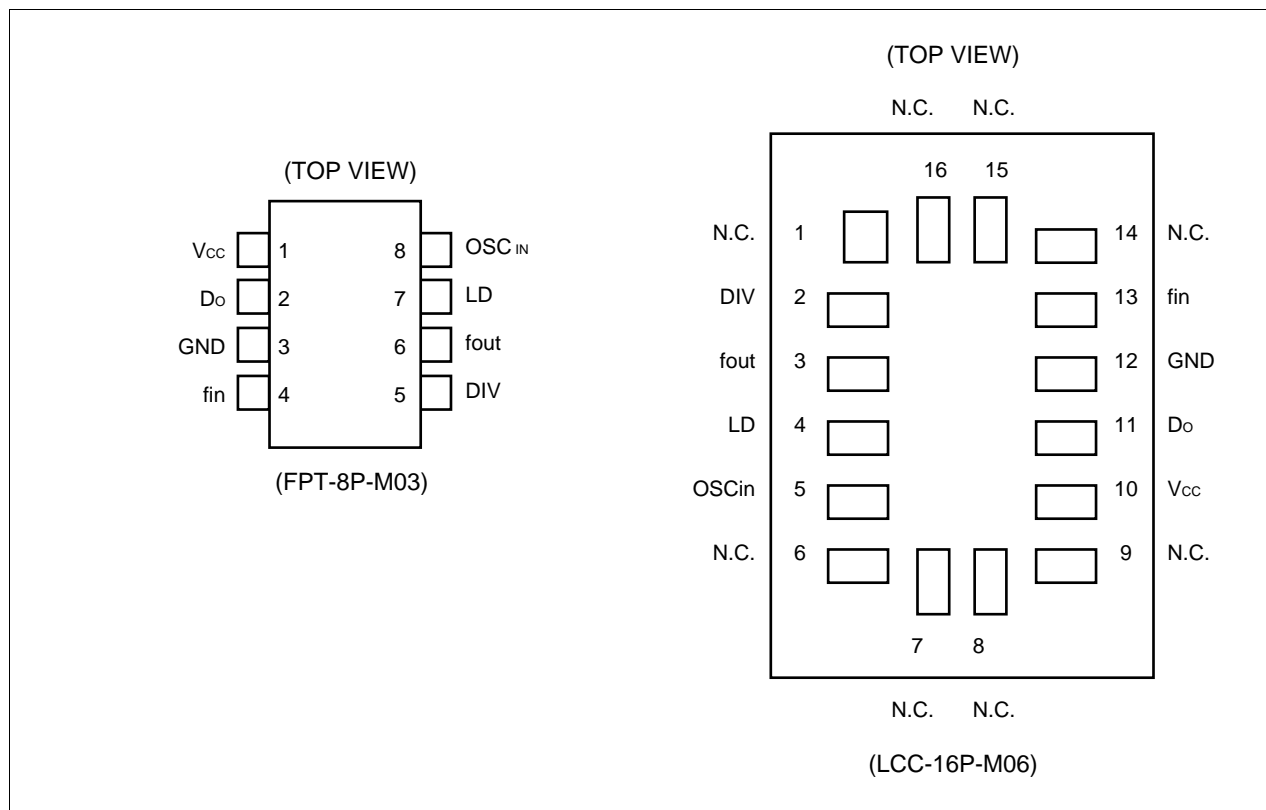 (TOP VIEW)
Vcc 1 8 OSC IN
Do 2 7 LD
GND 3 6 fout
fin 4 5 DIV
(FPT-8P-M03)
(TOP VIEW)
N.C. N.C.
16 15
N.C. 1 14 N.C.
DIV 2 13 fin
fout 3 12 GND
LD 4 11 Do
OSCin 5 10 Vcc
N.C. 6 9 N.C.
7 8
N.C. N.C.
(LCC-16P-M06)